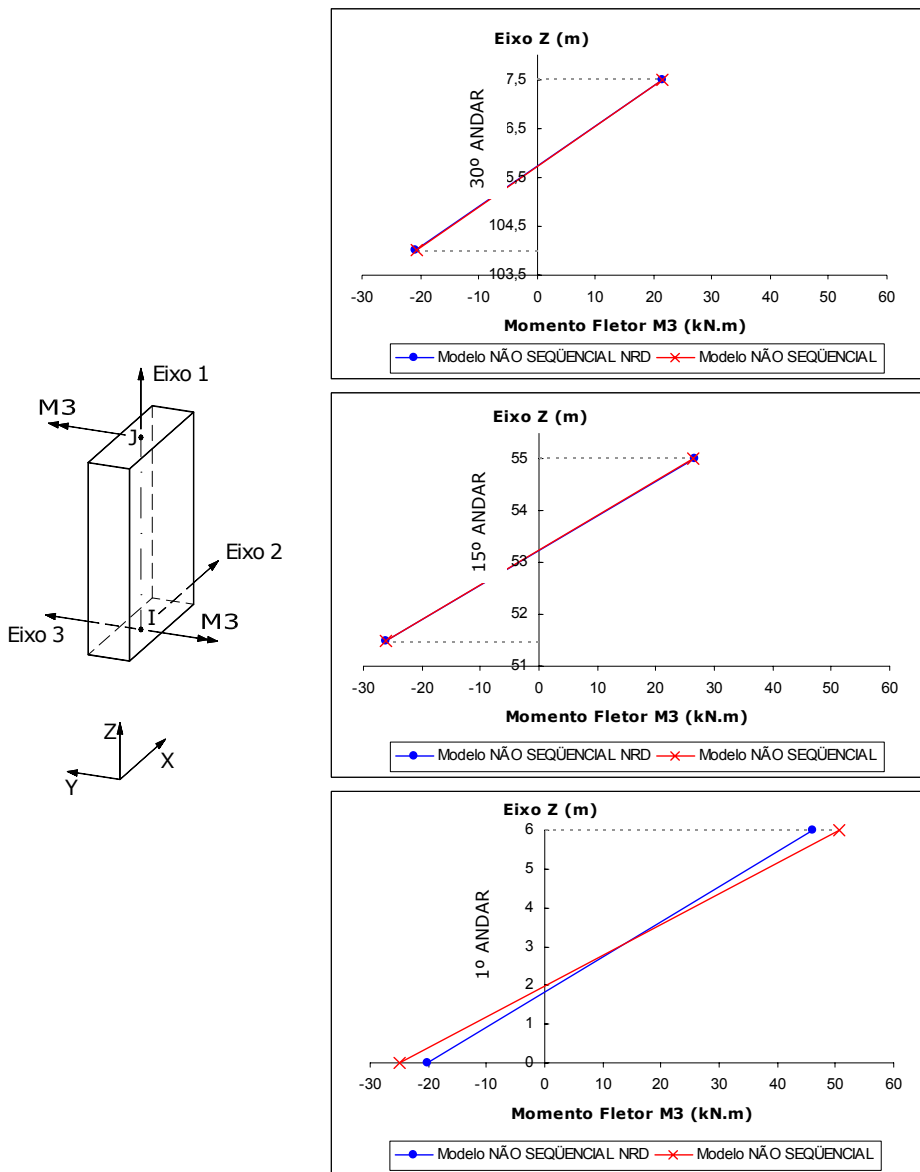 Eixo Z (m)
7,5
6,5
5,5
104,5
103,5
30º ANDAR
-30 -20 -10 0 10 20 30 40 50 60
Momento Fletor M3 (kN.m)
Modelo NÃO SEQÜENCIAL NRD Modelo NÃO SEQÜENCIAL
Eixo 1
M3
J
Eixo 2
I
Eixo 3
M3
Z
X
Y
Eixo Z (m)
55
54
53
52
51
15º ANDAR
-30 -20 -10 0 10 20 30 40 50 60
Momento Fletor M3 (kN.m)
Modelo NÃO SEQÜENCIAL NRD Modelo NÃO SEQÜENCIAL
Eixo Z (m)
6
5
4
3
2
1
0
1º ANDAR
-30 -20 -10 0 10 20 30 40 50 60
Momento Fletor M3 (kN.m)
Modelo NÃO SEQÜENCIAL NRD Modelo NÃO SEQÜENCIAL